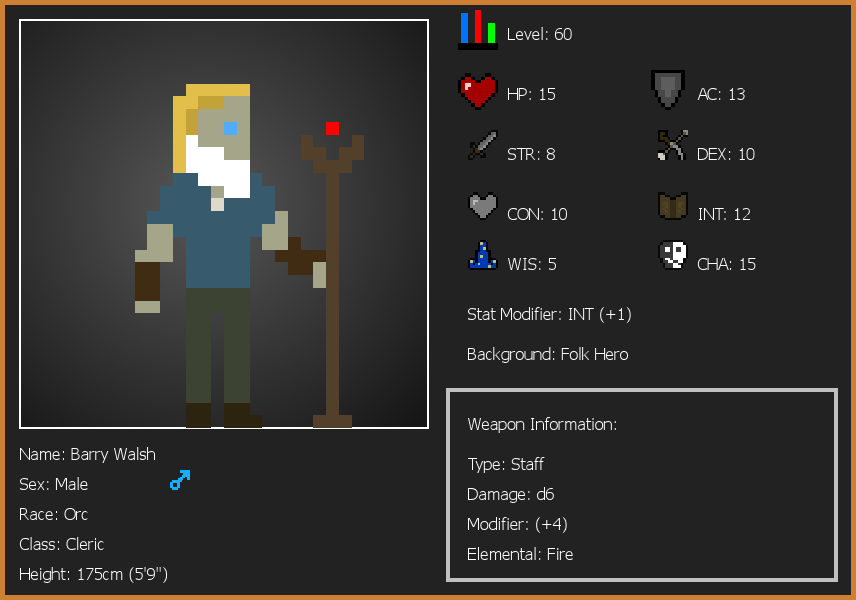 Level: 60
HP: 15
AC: 13
STR: 8
DEX: 10
CON: 10
INT: 12
WIS: 5
CHA: 15
Stat Modifier: INT (+1)
Background: Folk Hero
Weapon Information:
Type: Staff
Damage: d6
Modifier: (+4)
Elemental: Fire
Name: Barry Walsh
Sex: Male
Race: Orc
Class: Cleric
Height: 175cm (5'9")